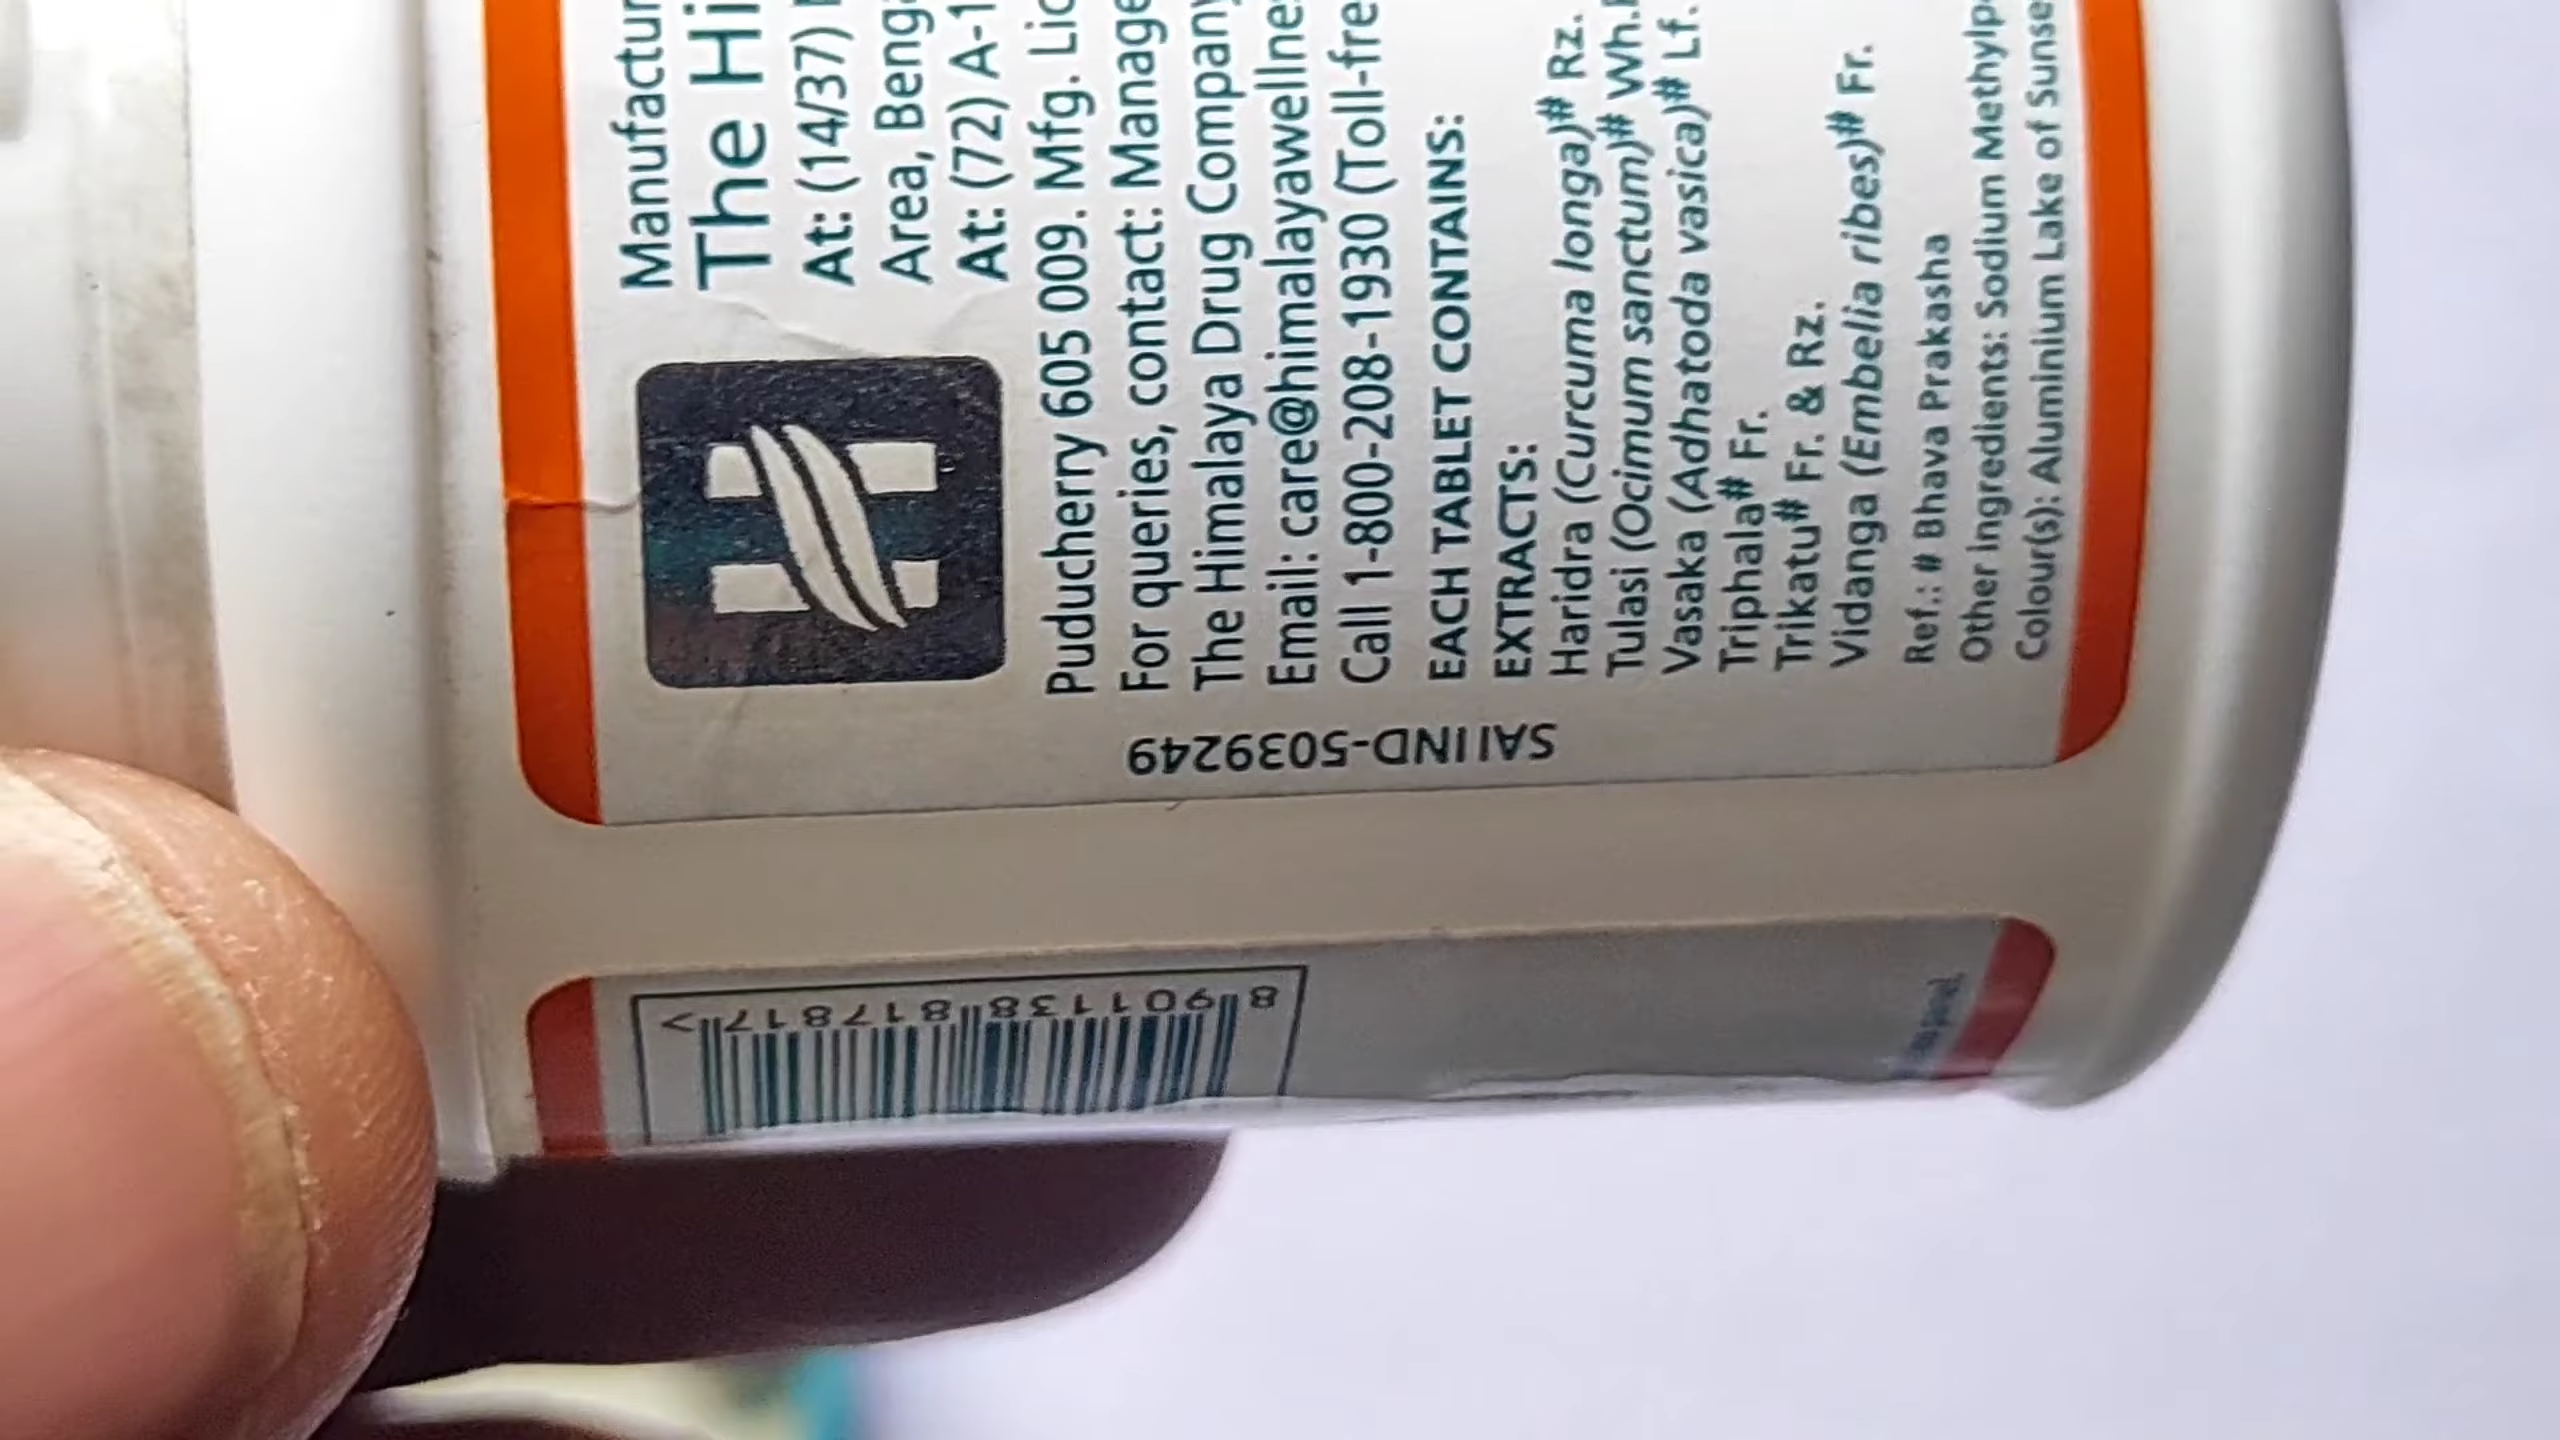 Manufactur
The Hi
At: (14/37)
Area, Beng
At: (72) A-1
Puducherry 605 009. Mfg. Lic
For queries, contact: Manage
The Himalaya Drug Company
Email: care@himalayawellne
Call 1-800-208-1930 (Toll-fre
EACH TABLET CONTAINS:
EXTRACTS:
Haridra (Curcuma longa)# Rz.
Tulasi (Ocimum sanctum)# Wh.
Vasaka (Adhatoda vasica)# Lf.
Triphala# Fr.
Trikatu# Fr. & Rz.
Vidanga (Embelia ribes)# Fr.
Ref.: # Bhava Prakasha
Other Ingredients: Sodium Methylp
Colour(s): Aluminium Lake of Sunse
SAIIND-5039249
8 901138 817817 >